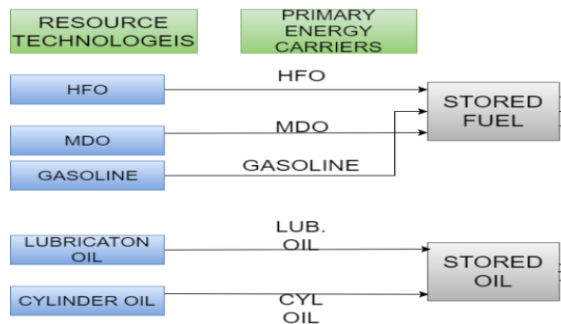 RESOURCE
TECHNOLOGEIS
PRIMARY
ENERGY
CARRIERS
HFO
HFO
STORED
FUEL
MDO
MDO
GASOLINE
GASOLINE
LUBRICATON
OIL
LUB.
OIL
STORED
OIL
CYLINDER OIL
CYL
OIL